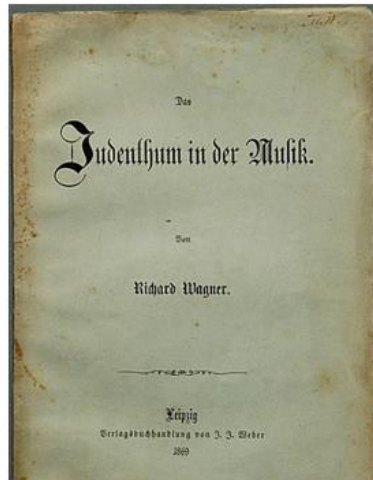 Das
Judenthum in der Musik.
Von
Richard Wagner.
Leipzig
Verlagsbuchhandlung von J. J. Weber
1869